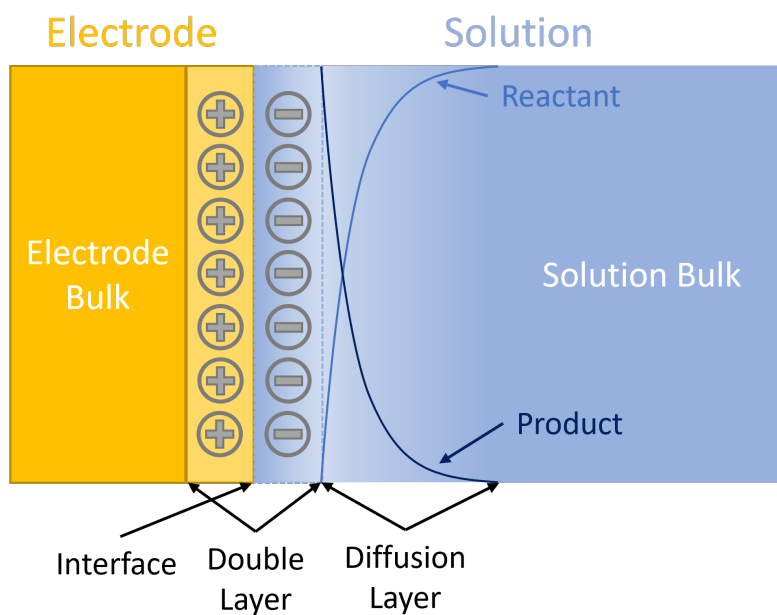 Electrode
Solution
Reactant
Electrode
Bulk
Solution Bulk
Product
Interface
Double
Layer
Diffusion
Layer